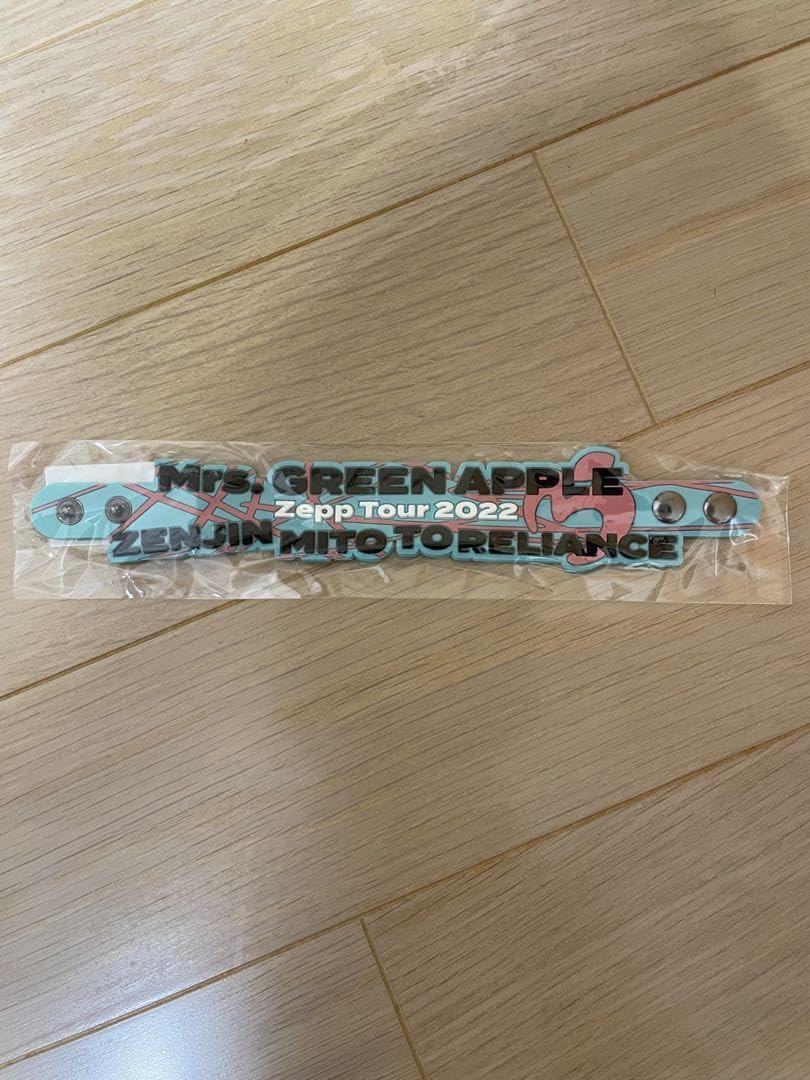 Mrs. GREEN APPLE
Zepp Tour 2022
ZENJIN MITO TO RELIANCE